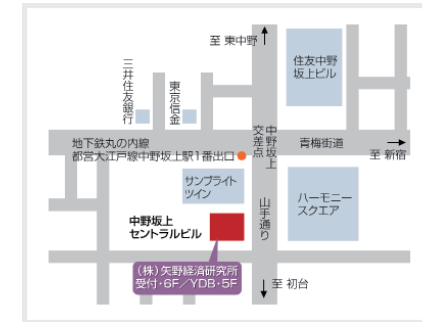 至 東中野
住友中野
坂上ビル
三井住友銀行
東京信金
地下鉄丸の内線
都営大江戸線中野坂上駅1番出口
中野坂上
交差点
青梅街道
至 新宿
サンブライト
ツイン
ハーモニー
スクエア
山手通り
中野坂上
セントラルビル
(株)矢野経済研究所
受付・6F/YDB・5F
至 初台